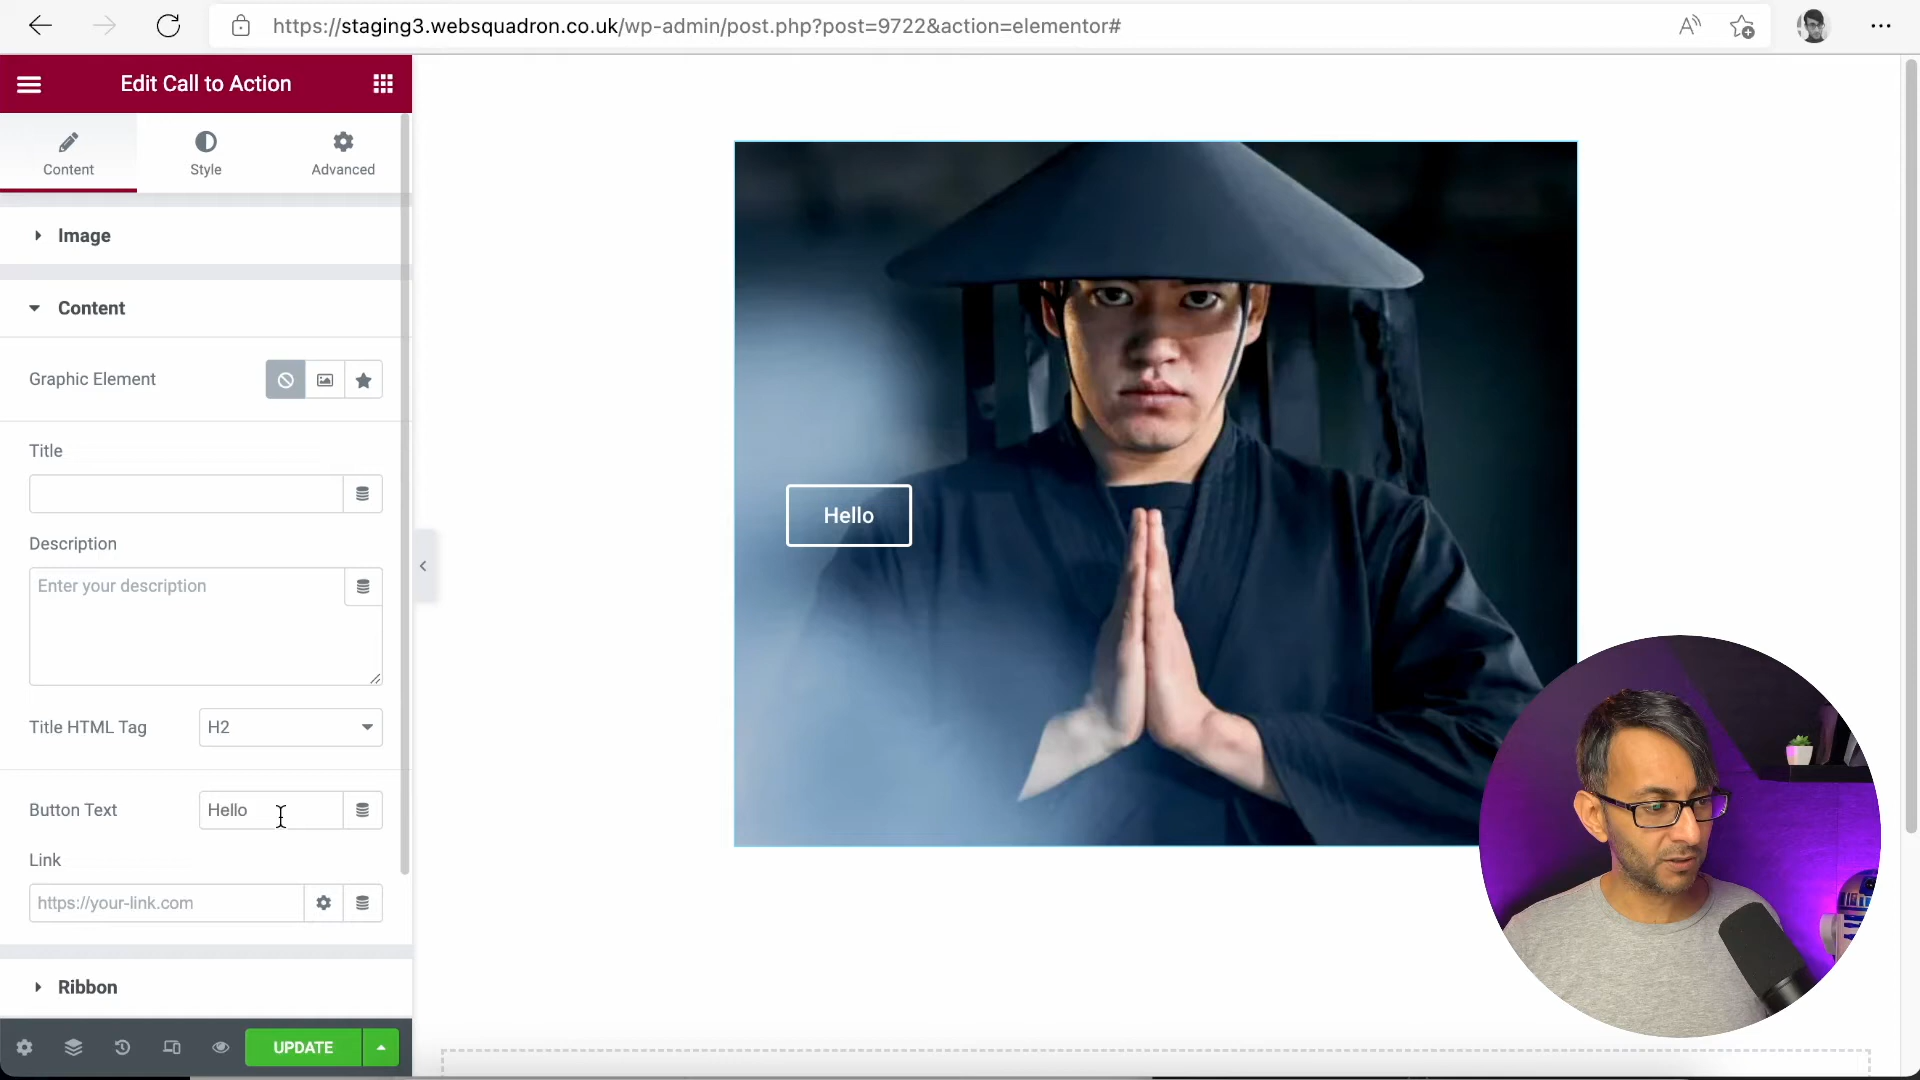 https://staging3.websquadron.co.uk/wp-admin/post.php?post=9722&action=elementor#
Edit Call to Action
Content
Style
Advanced
Image
Content
Graphic Element
Title
Description
Enter your description
Title HTML Tag
H2
Button Text
Hello
Link
https://your-link.com
Ribbon
UPDATE
Hello